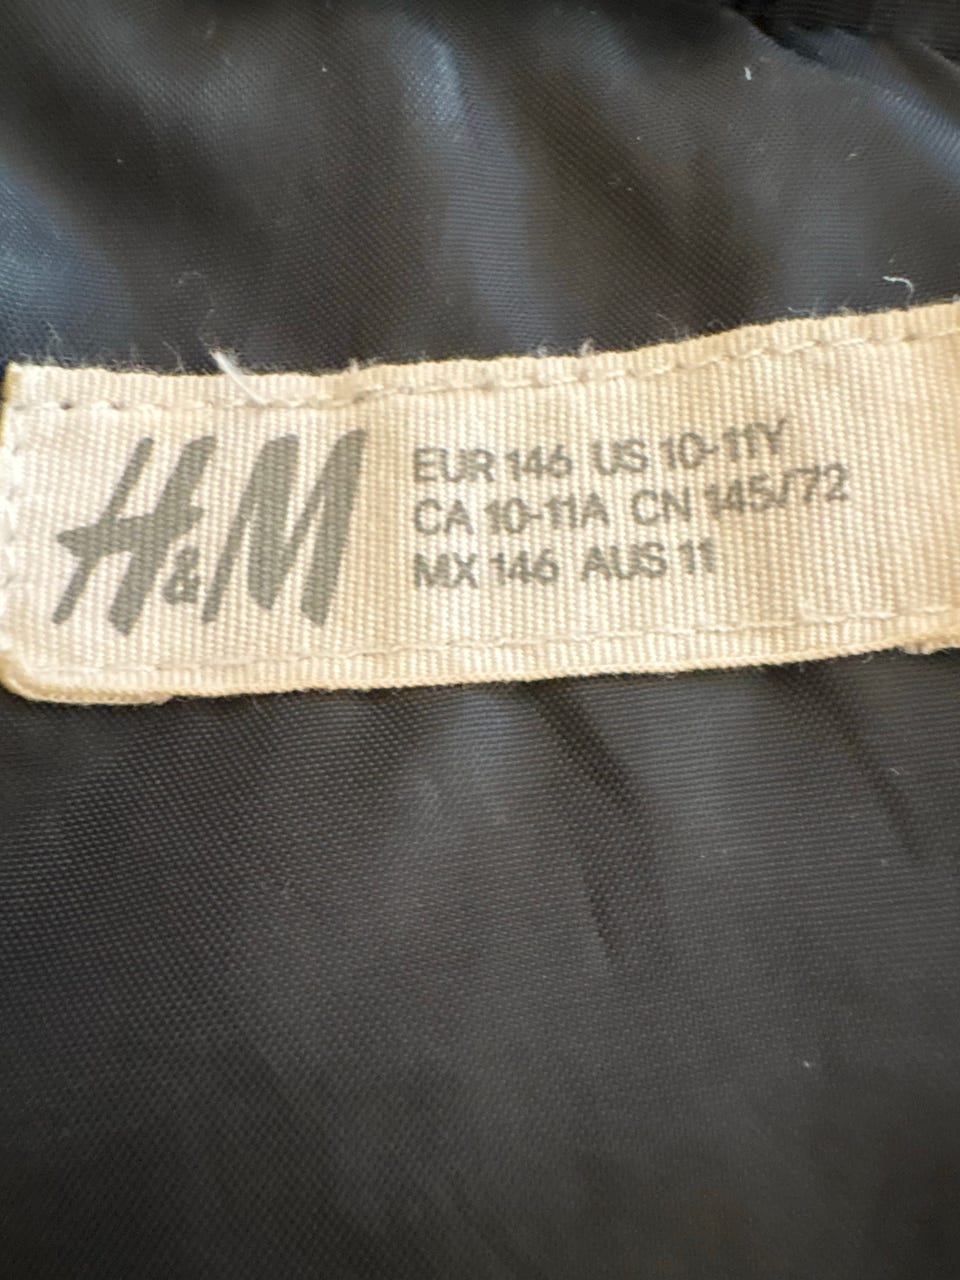 H&M
EUR 146 US 10-11Y
CA 10-11A CN 145/72
MX 146 AUS 11